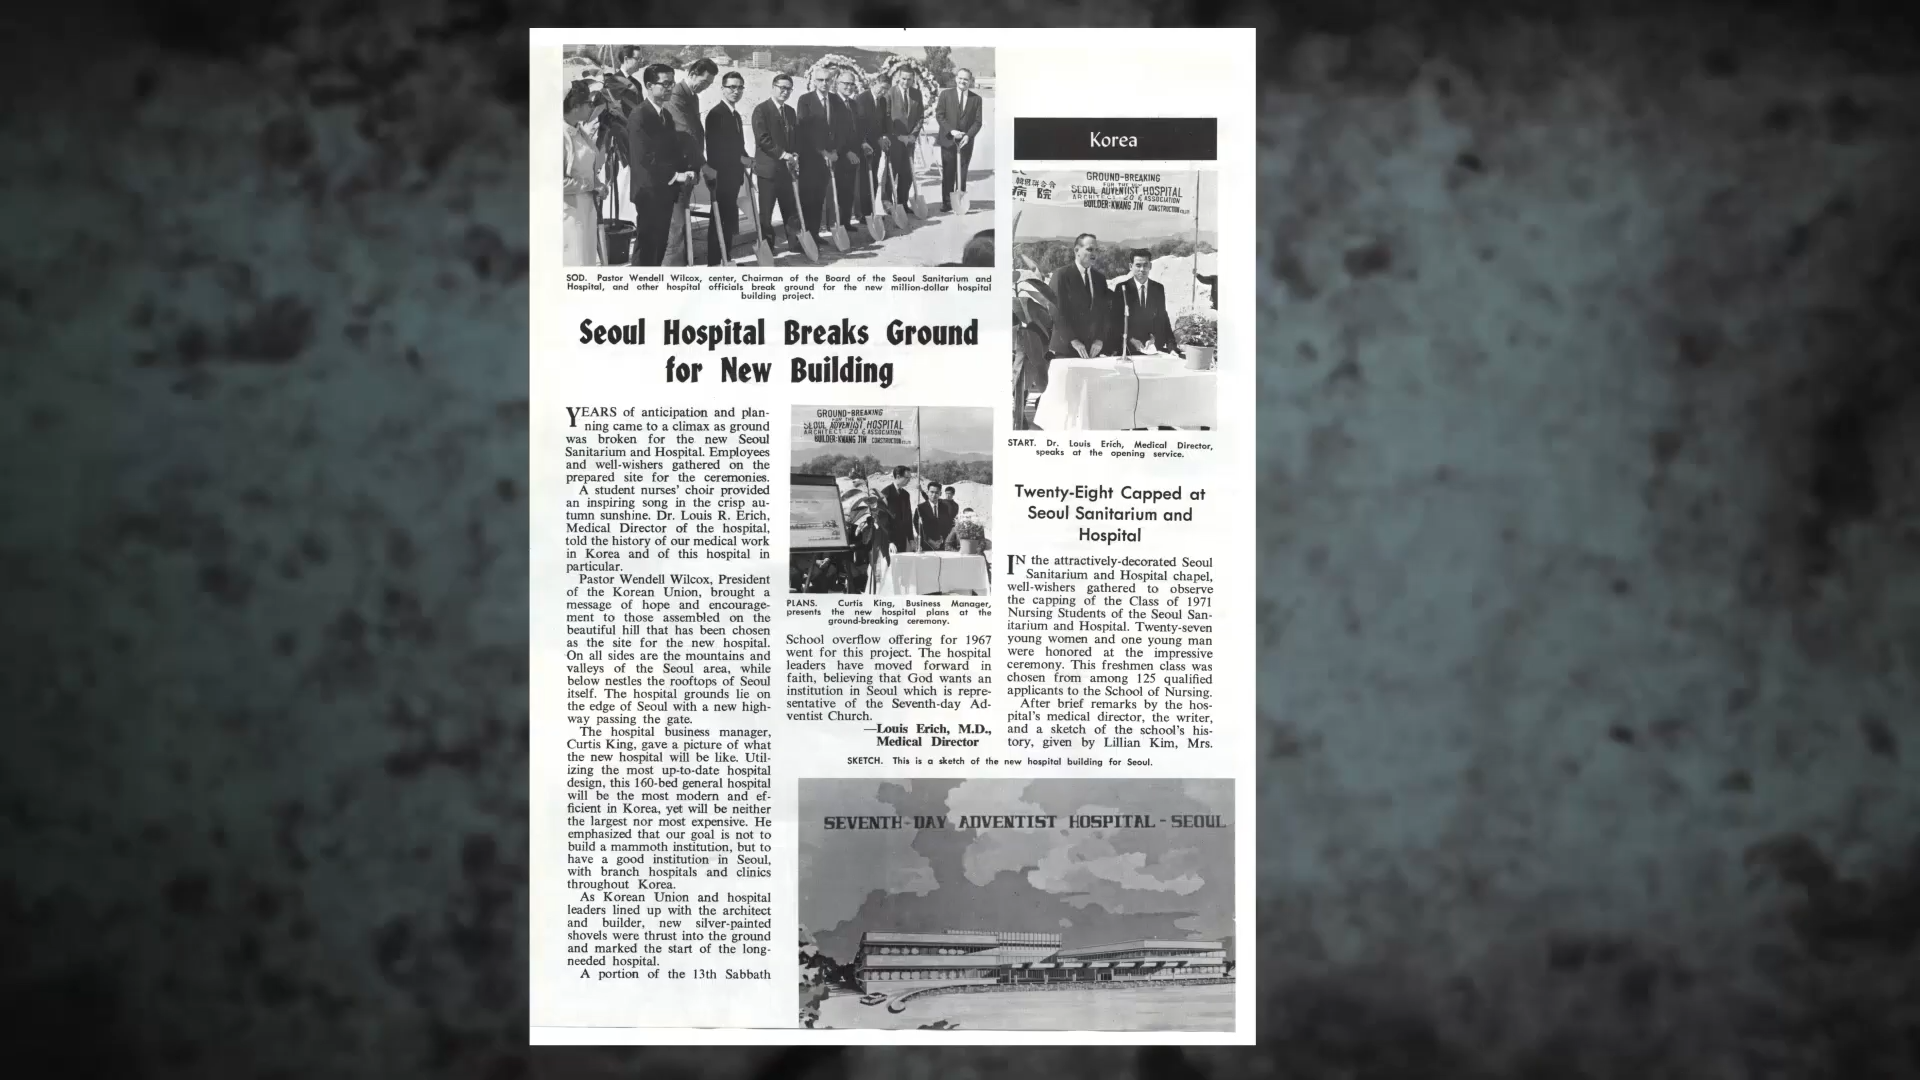 SOD. Pastor Wendell Wilcox, center, Chairman of the Board of the Seoul Sanitarium and
Hospital, and other hospital officials break ground for the new million-dollar hospital
building project.
Seoul Hospital Breaks Ground
for New Building
YEARS of anticipation and plan-
ning came to a climax as ground
was broken for the new Seoul
Sanitarium and Hospital. Employees
and well-wishers gathered on the
prepared site for the ceremonies.
A student nurses' choir provided
an inspiring song in the crisp au-
tumn sunshine. Dr. Louis R. Erich,
Medical Director of the hospital,
told the history of our medical work
in Korea and of this hospital in
particular.
Pastor Wendell Wilcox, President
of the Korean Union, brought a
message of hope and encourage-
ment to those assembled on the
beautiful hill that has been chosen
as the site for the new hospital.
On all sides are the mountains and
valleys of the Seoul area, while
below nestles the rooftops of Seoul
itself. The hospital grounds lie on
the edge of Seoul with a new high-
way passing the gate.
The hospital business manager,
Curtis King, gave a picture of what
the new hospital will be like. Util-
izing the most up-to-date hospital
design, this 160-bed general hospital
will be the most modern and ef-
ficient in Korea, yet will be neither
the largest nor most expensive. He
emphasized that our goal is not to
build a mammoth institution, but to
have a good institution in Seoul,
with branch hospitals and clinics
throughout Korea.
As Korean Union and hospital
leaders lined up with the architect
and builder, new silver-painted
shovels were thrust into the ground
and marked the start of the long-
needed hospital.
A portion of the 13th Sabbath
GROUND-BREAKING
FOR THE NEW
SEOUL ADVENTIST HOSPITAL
ARCHITECT: ZO & ASSOCIATION
BUILDER: KWANG JIN CONSTRUCTION
PLANS. Curtis King, Business Manager,
presents the new hospital plans at the
ground-breaking ceremony.
School overflow offering for 1967
went for this project. The hospital
leaders have moved forward in
faith, believing that God wants an
institution in Seoul which is repre-
sentative of the Seventh-day Ad-
ventist Church.
—Louis Erich, M.D.,
Medical Director
Korea
病院
GROUND-BREAKING
FOR THE NEW
SEOUL ADVENTIST HOSPITAL
ARCHITECT: ZO & ASSOCIATION
BUILDER: KWANG JIN CONSTRUCTION
START. Dr. Louis Erich, Medical Director,
speaks at the opening service.
Twenty-Eight Capped at
Seoul Sanitarium and
Hospital
IN the attractively-decorated Seoul
Sanitarium and Hospital chapel,
well-wishers gathered to observe
the capping of the Class of 1971
Nursing Students of the Seoul San-
itarium and Hospital. Twenty-seven
young women and one young man
were honored at the impressive
ceremony. This freshmen class was
chosen from among 125 qualified
applicants to the School of Nursing.
After brief remarks by the hos-
pital's medical director, the writer,
and a sketch of the school's his-
tory, given by Lillian Kim, Mrs.
SKETCH. This is a sketch of the new hospital building for Seoul.
SEVENTH-DAY ADVENTIST HOSPITAL - SEOUL